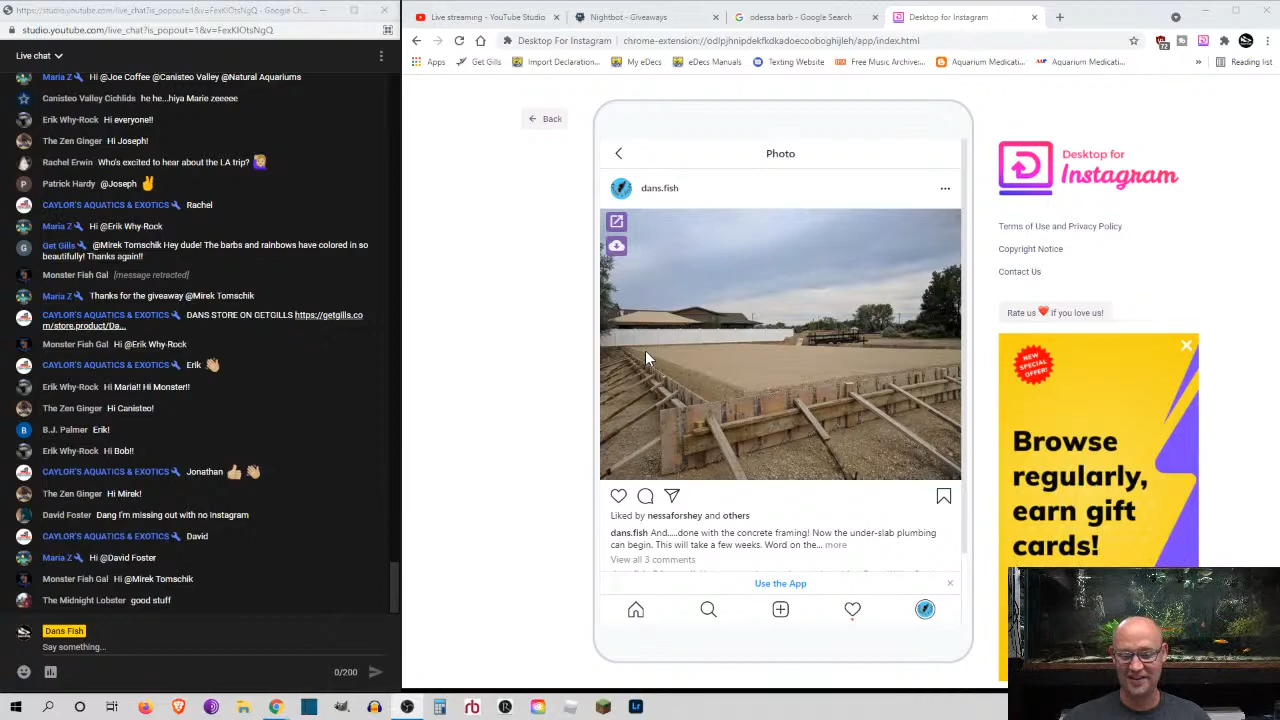 https://studio.youtube.com/live_chat?is_popout=1&v=FexKIOtsNgQ - Google Ch...
studio.youtube.com/live_chat?is_popout=1&v=FexKIOtsNgQ
Live chat
Maria Z Hi @Joe Coffee @Canisteo Valley @Natural Aquariums
Canisteo Valley Cichlids he he...hiya Marie zeeeee
Erik Why-Rock Hi everyone!!
The Zen Ginger Hi Joseph!
Rachel Erwin Who's excited to hear about the LA trip?
Patrick Hardy @Joseph
CAYLOR'S AQUATICS & EXOTICS Rachel
Maria Z Hi @Erik Why-Rock
Get Gills @Mirek Tomschik Hey dude! The barbs and rainbows have colored in so
beautifully! Thanks again!!
Monster Fish Gal [message retracted]
Maria Z Thanks for the giveaway @Mirek Tomschik
CAYLOR'S AQUATICS & EXOTICS DANS STORE ON GETGILLS https://getgills.co
m/store.product/Da...
Monster Fish Gal Hi @Erik Why-Rock
CAYLOR'S AQUATICS & EXOTICS Erik
Erik Why-Rock Hi Maria!! Hi Monster!!
The Zen Ginger Hi Canisteo!
B.J. Palmer Erik!
Erik Why-Rock Hi Bob!!
CAYLOR'S AQUATICS & EXOTICS Jonathan
The Zen Ginger Hi Mirek!
David Foster Dang I'm missing out with no Instagram
CAYLOR'S AQUATICS & EXOTICS David
Maria Z Hi @David Foster
Monster Fish Gal Hi @Mirek Tomschik
The Midnight Lobster good stuff
Dans Fish
Say something...
0/200
Live streaming - YouTube Studio
Nightbot - Giveaways
odessa barb - Google Search
Desktop for Instagram
Desktop For Instagram | chrome-extension://odlpjhnipdekfkdkadoecooboghijleh/app/index.html
72
Apps
Get Gills
Import Declaration...
My eDecs
eDecs Manuals
Texting Website
Free Music Archive:...
Aquarium Medicati...
Aquarium Medicati...
»
Reading list
Back
Photo
dans.fish
Liked by nessaforshey and others
dans.fish And.....done with the concrete framing! Now the under-slab plumbing
can begin. This will take a few weeks. Word on the... more
View all 3 comments
Use the App
Desktop for
Instagram
Terms of Use and Privacy Policy
Copyright Notice
Contact Us
Rate us ❤ if you love us!
NEW
SPECIAL
OFFER!
Browse
regularly,
earn gift
cards!